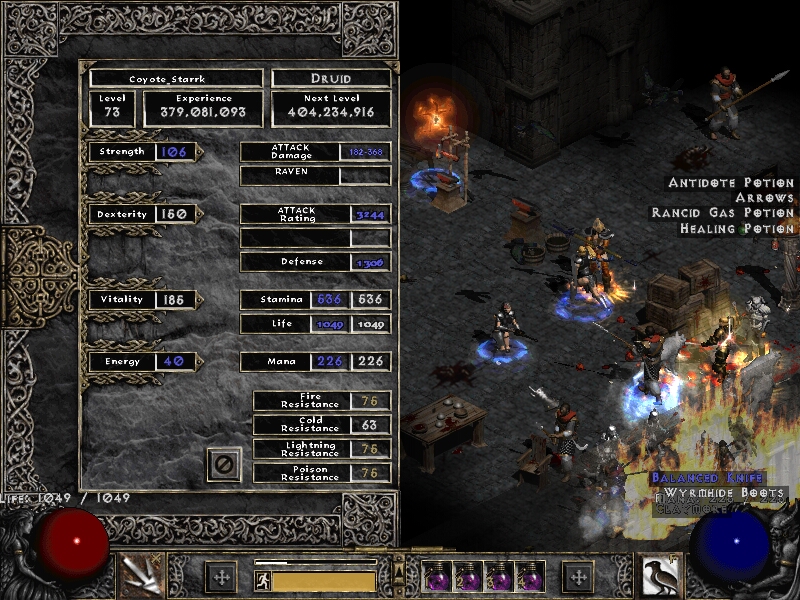 Coyote_Starrk
DRUID
Level
73
Experience
379,081,093
Next Level
404,234,916
Strength 106
ATTACK
Damage 182-368
RAVEN
Dexterity 150
ATTACK
Rating 3244
Defense 1306
Vitality 185
Stamina 536 536
Life 1049 1049
Energy 40
Mana 226 226
Fire
Resistance 75
Cold
Resistance 63
Lightning
Resistance 75
Poison
Resistance 75
Life: 1049 / 1049
Antidote Potion
Arrows
Rancid Gas Potion
Healing Potion
Balanced Knife
Wyrmhide Boots
Claymore